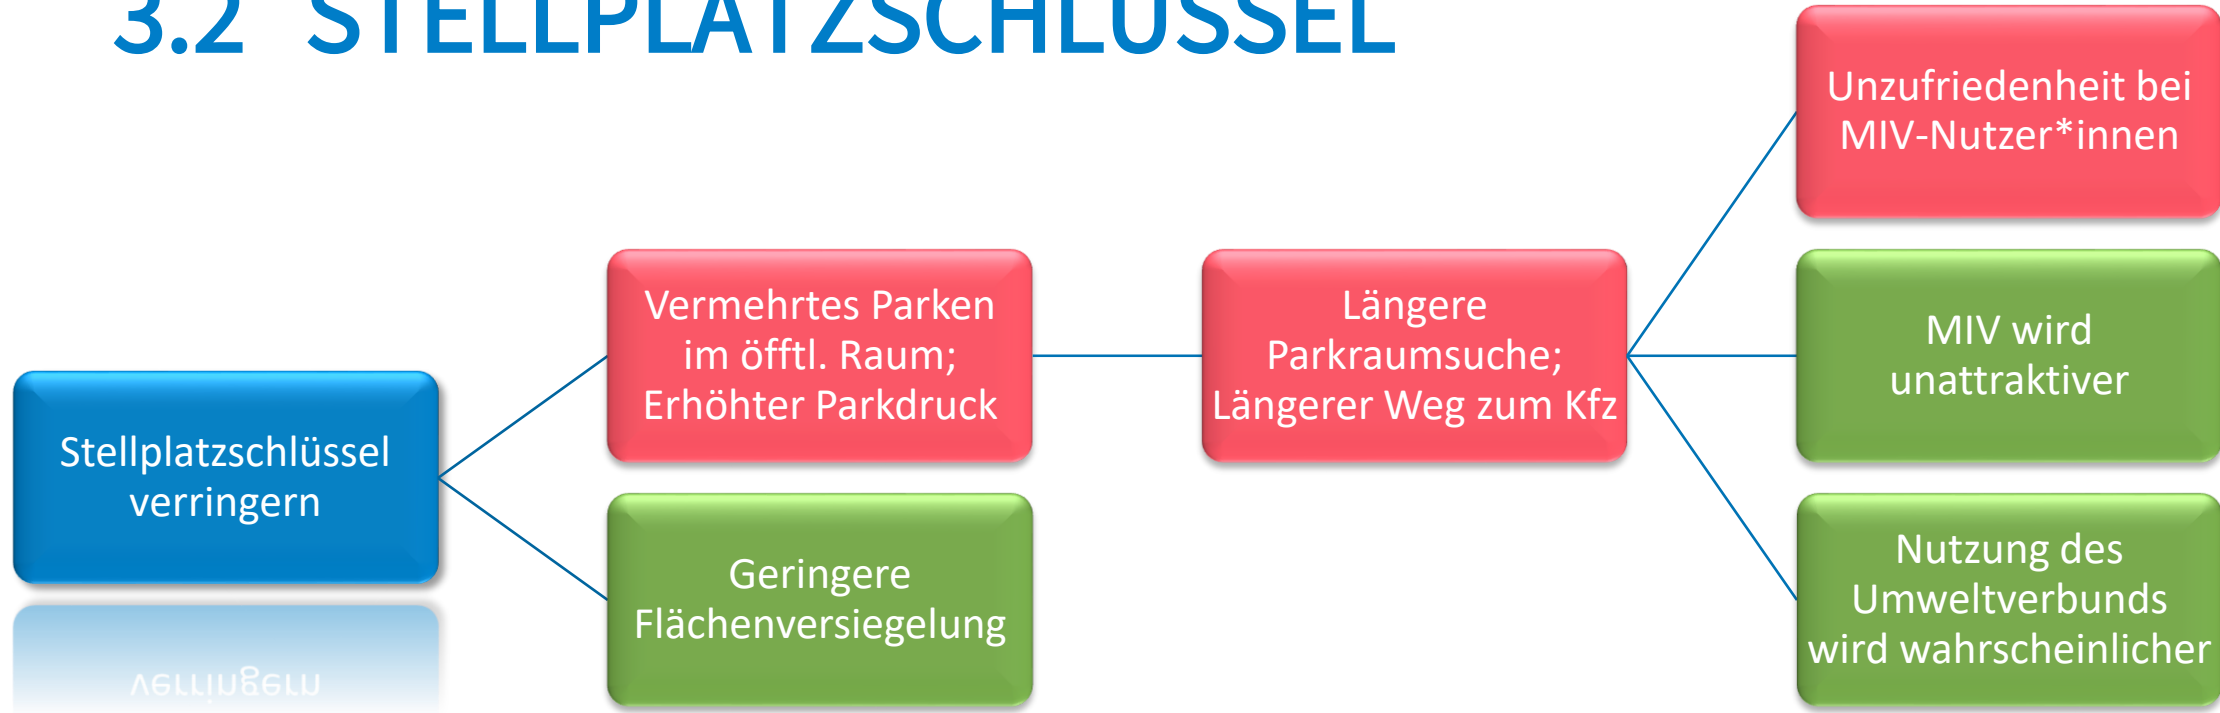 3.2 STELLPLATZSCHLÜSSEL
Stellplatzschlüssel
verringern
Vermehrtes Parken
im öfftl. Raum;
Erhöhter Parkdruck
Geringere
Flächenversiegelung
Längere
Parkraumsuche;
Längerer Weg zum Kfz
Unzufriedenheit bei
MIV-Nutzer*innen
MIV wird
unattraktiver
Nutzung des
Umweltverbunds
wird wahrscheinlicher